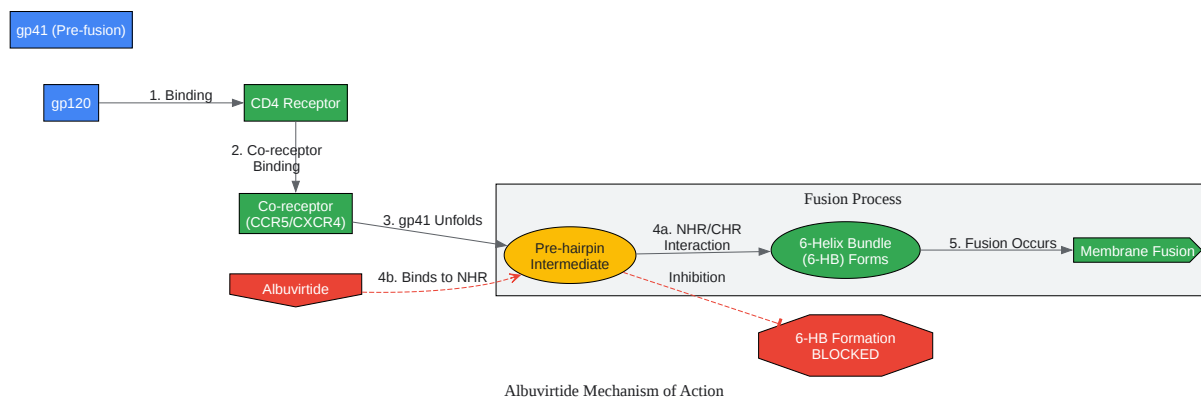 gp41 (Pre-fusion)
gp120
1. Binding
CD4 Receptor
2. Co-receptor
Binding
Co-receptor
(CCR5/CXCR4)
3. gp41 Unfolds
Fusion Process
Pre-hairpin
Intermediate
4a. NHR/CHR
Interaction
6-Helix Bundle
(6-HB) Forms
5. Fusion Occurs
Membrane Fusion
Albuvirtide
4b. Binds to NHR
Inhibition
6-HB Formation
BLOCKED
Albuvirtide Mechanism of Action